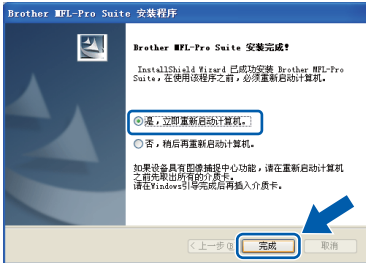 Brother MFL-Pro Suite 安装程序
Brother MFL-Pro Suite 安装完成!
InstallShield Wizard 已成功安装 Brother MFL-Pro
Suite,在使用该程序之前,必须重新启动计算机。
是,立即重新启动计算机。
否,稍后再重新启动计算机。
如果设备具有图像捕捉中心功能,请在重新启动计算机
之前先取出所有的介质卡。
请在Windows引导完成后再插入介质卡。
<上一步(B) 完成 取消